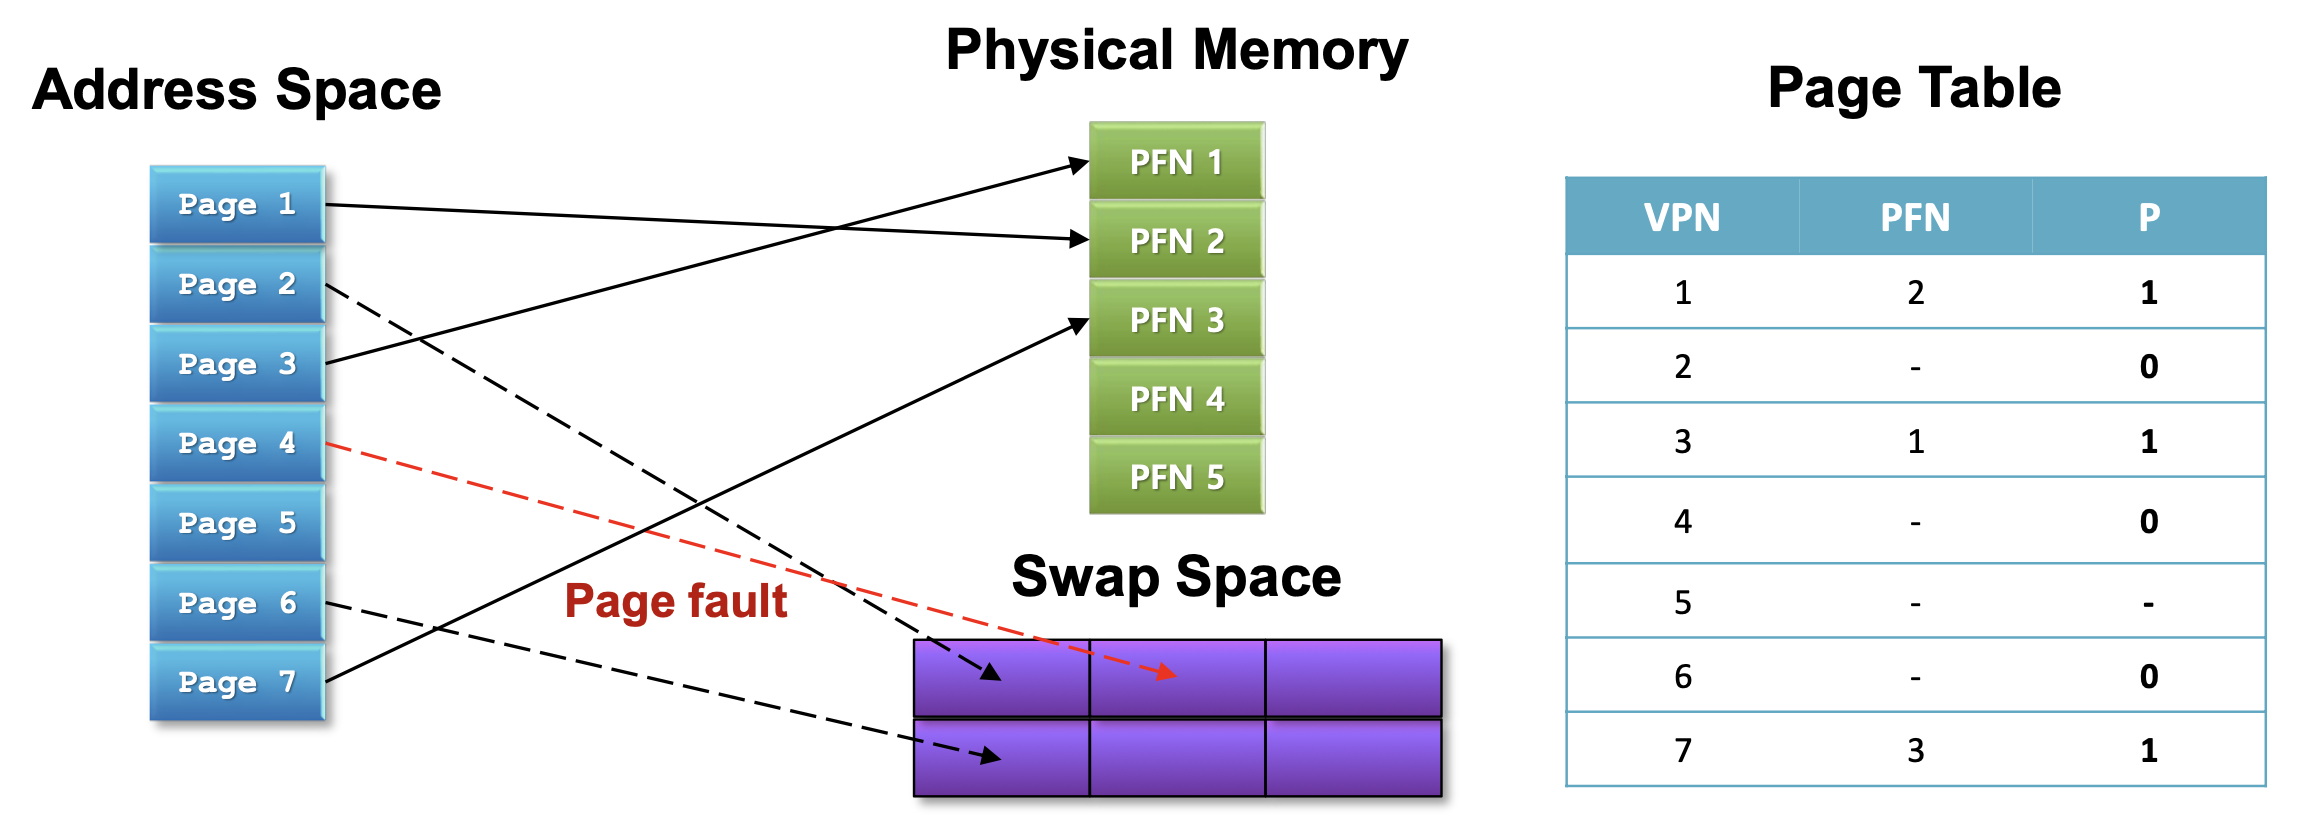 Address Space
Page 1
Page 2
Page 3
Page 4
Page 5
Page 6
Page 7
Page fault
Physical Memory
PFN 1
PFN 2
PFN 3
PFN 4
PFN 5
Swap Space
Page Table
VPN PFN P
1 2 1
2 - 0
3 1 1
4 - 0
5 - -
6 - 0
7 3 1